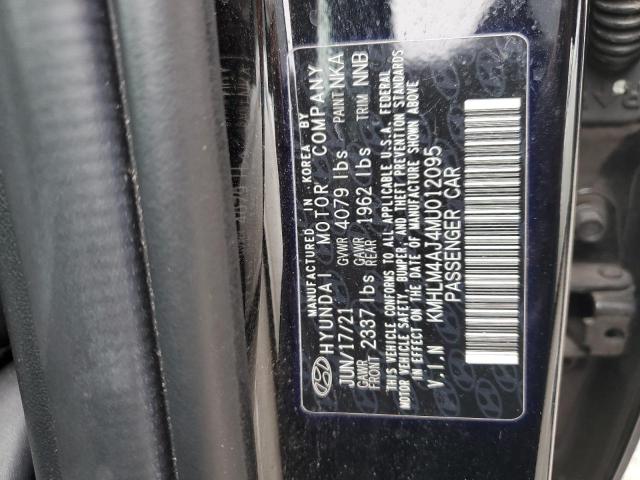 MANUFACTURED IN KOREA BY
HYUNDAI MOTOR COMPANY
JUN/17/21 GVWR 4079 lbs PAINT NKA
GAWR FRONT 2337 lbs GAWR REAR 1962 lbs TRIM NNB
THIS VEHICLE CONFORMS TO ALL APPLICABLE U.S.A. FEDERAL
MOTOR VEHICLE SAFETY, BUMPER AND THEFT PREVENTION STANDARDS
IN EFFECT ON THE DATE OF MANUFACTURE SHOWN ABOVE
V.I.N KMHLM4AJ4MU012095
PASSENGER CAR